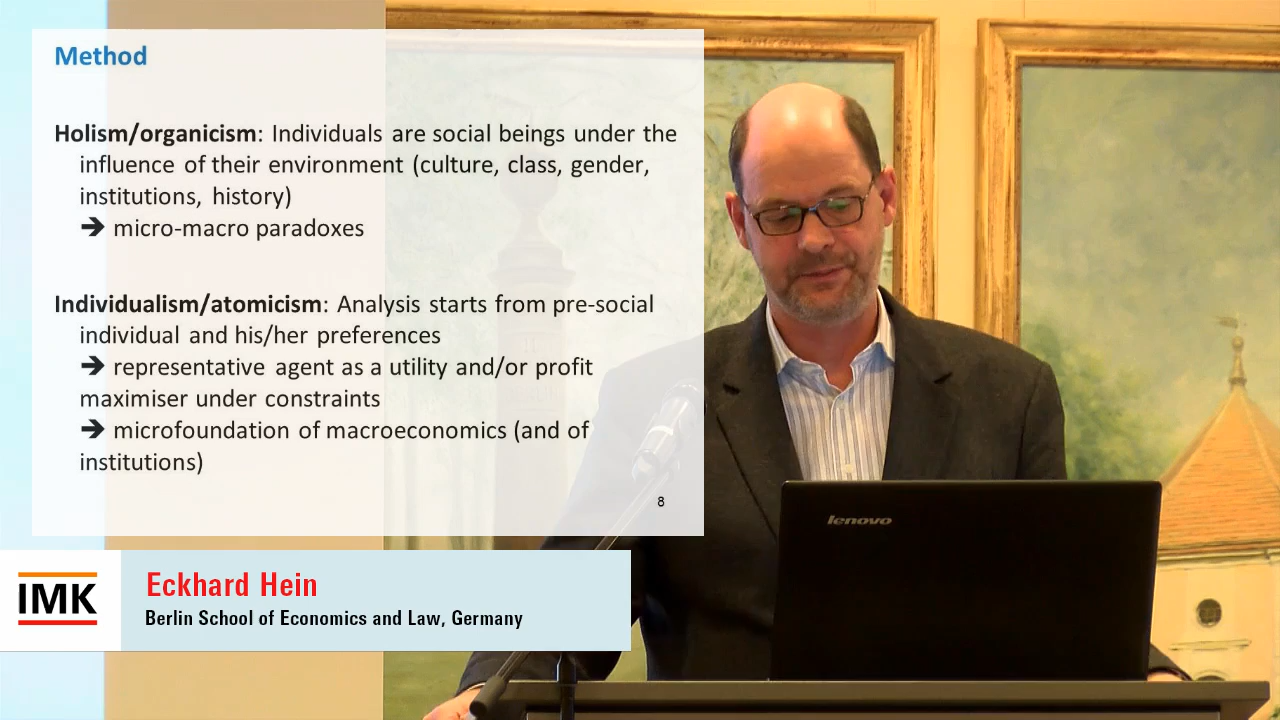 Method
Holism/organicism: Individuals are social beings under the
influence of their environment (culture, class, gender,
institutions, history)
➔ micro-macro paradoxes
Individualism/atomicism: Analysis starts from pre-social
individual and his/her preferences
➔ representative agent as a utility and/or profit
maximiser under constraints
➔ microfoundation of macroeconomics (and of
institutions)
8
lenovo
IMK
Eckhard Hein
Berlin School of Economics and Law, Germany